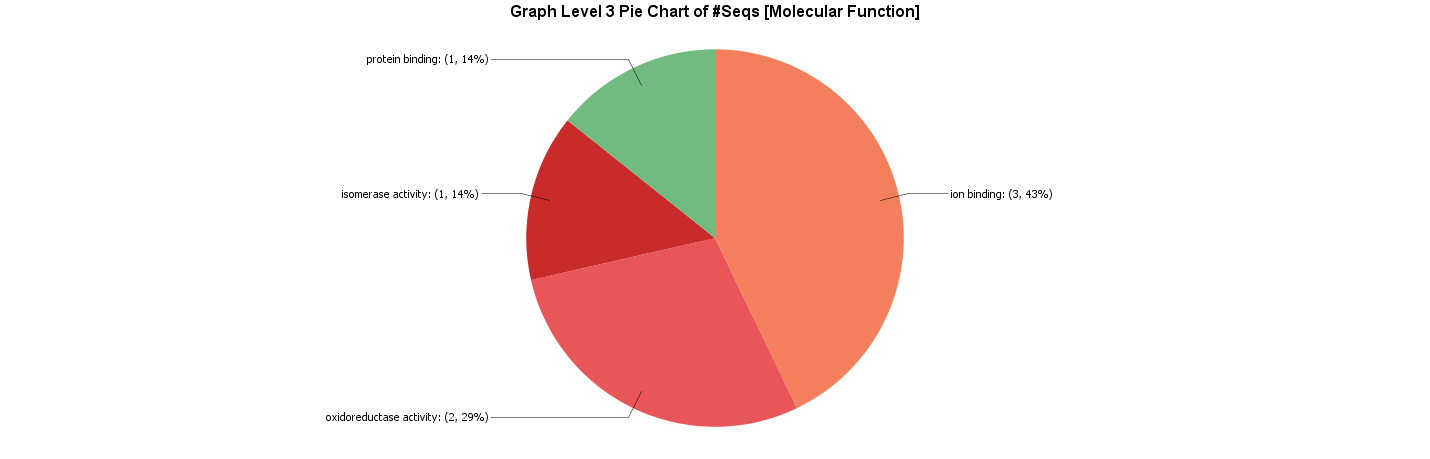 Graph Level 3 Pie Chart of #Seqs [Molecular Function]
protein binding: (1, 14%)
isomerase activity: (1, 14%)
ion binding: (3, 43%)
oxidoreductase activity: (2, 29%)